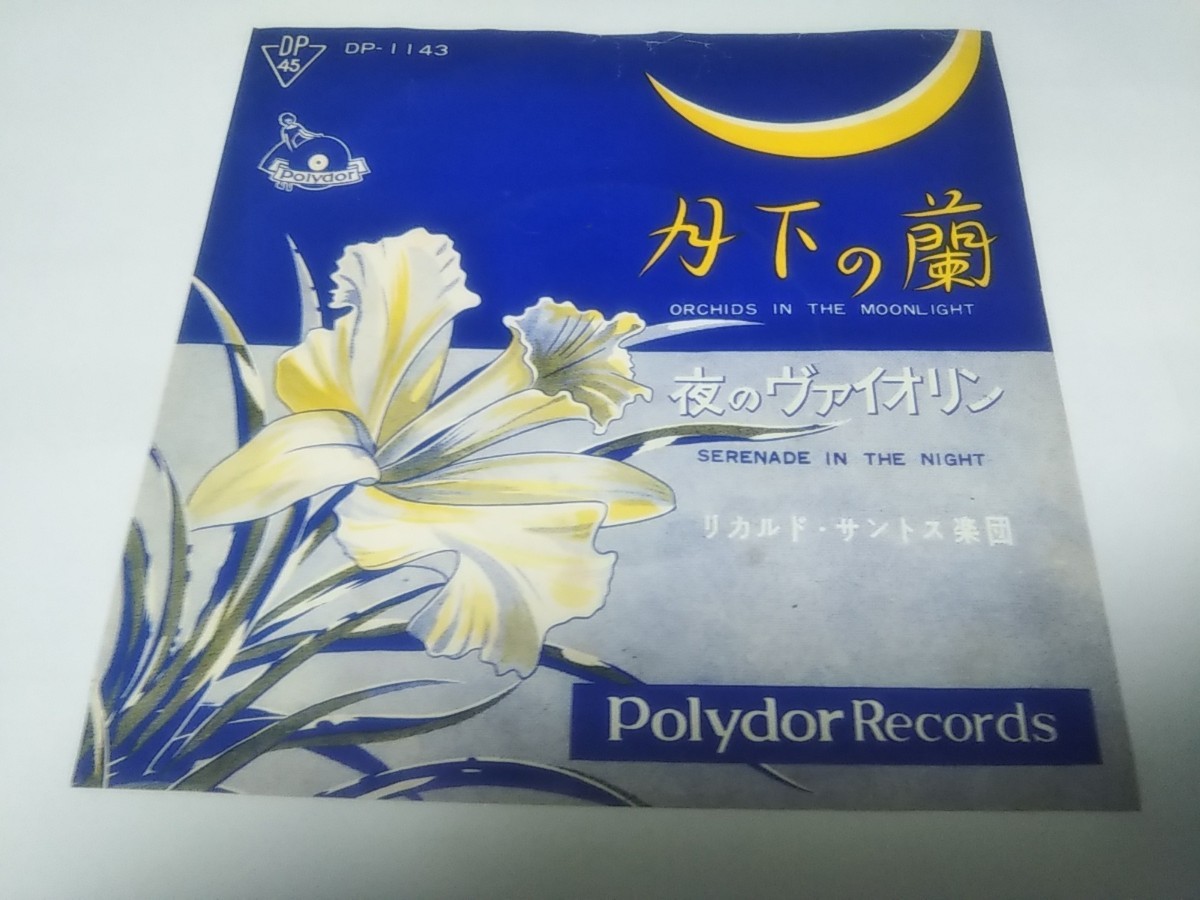 DP
45
DP-1143
Polydor
月下の蘭
ORCHIDS IN THE MOONLIGHT
夜のヴァイオリン
SERENADE IN THE NIGHT
リカルド・サントス楽団
Polydor Records